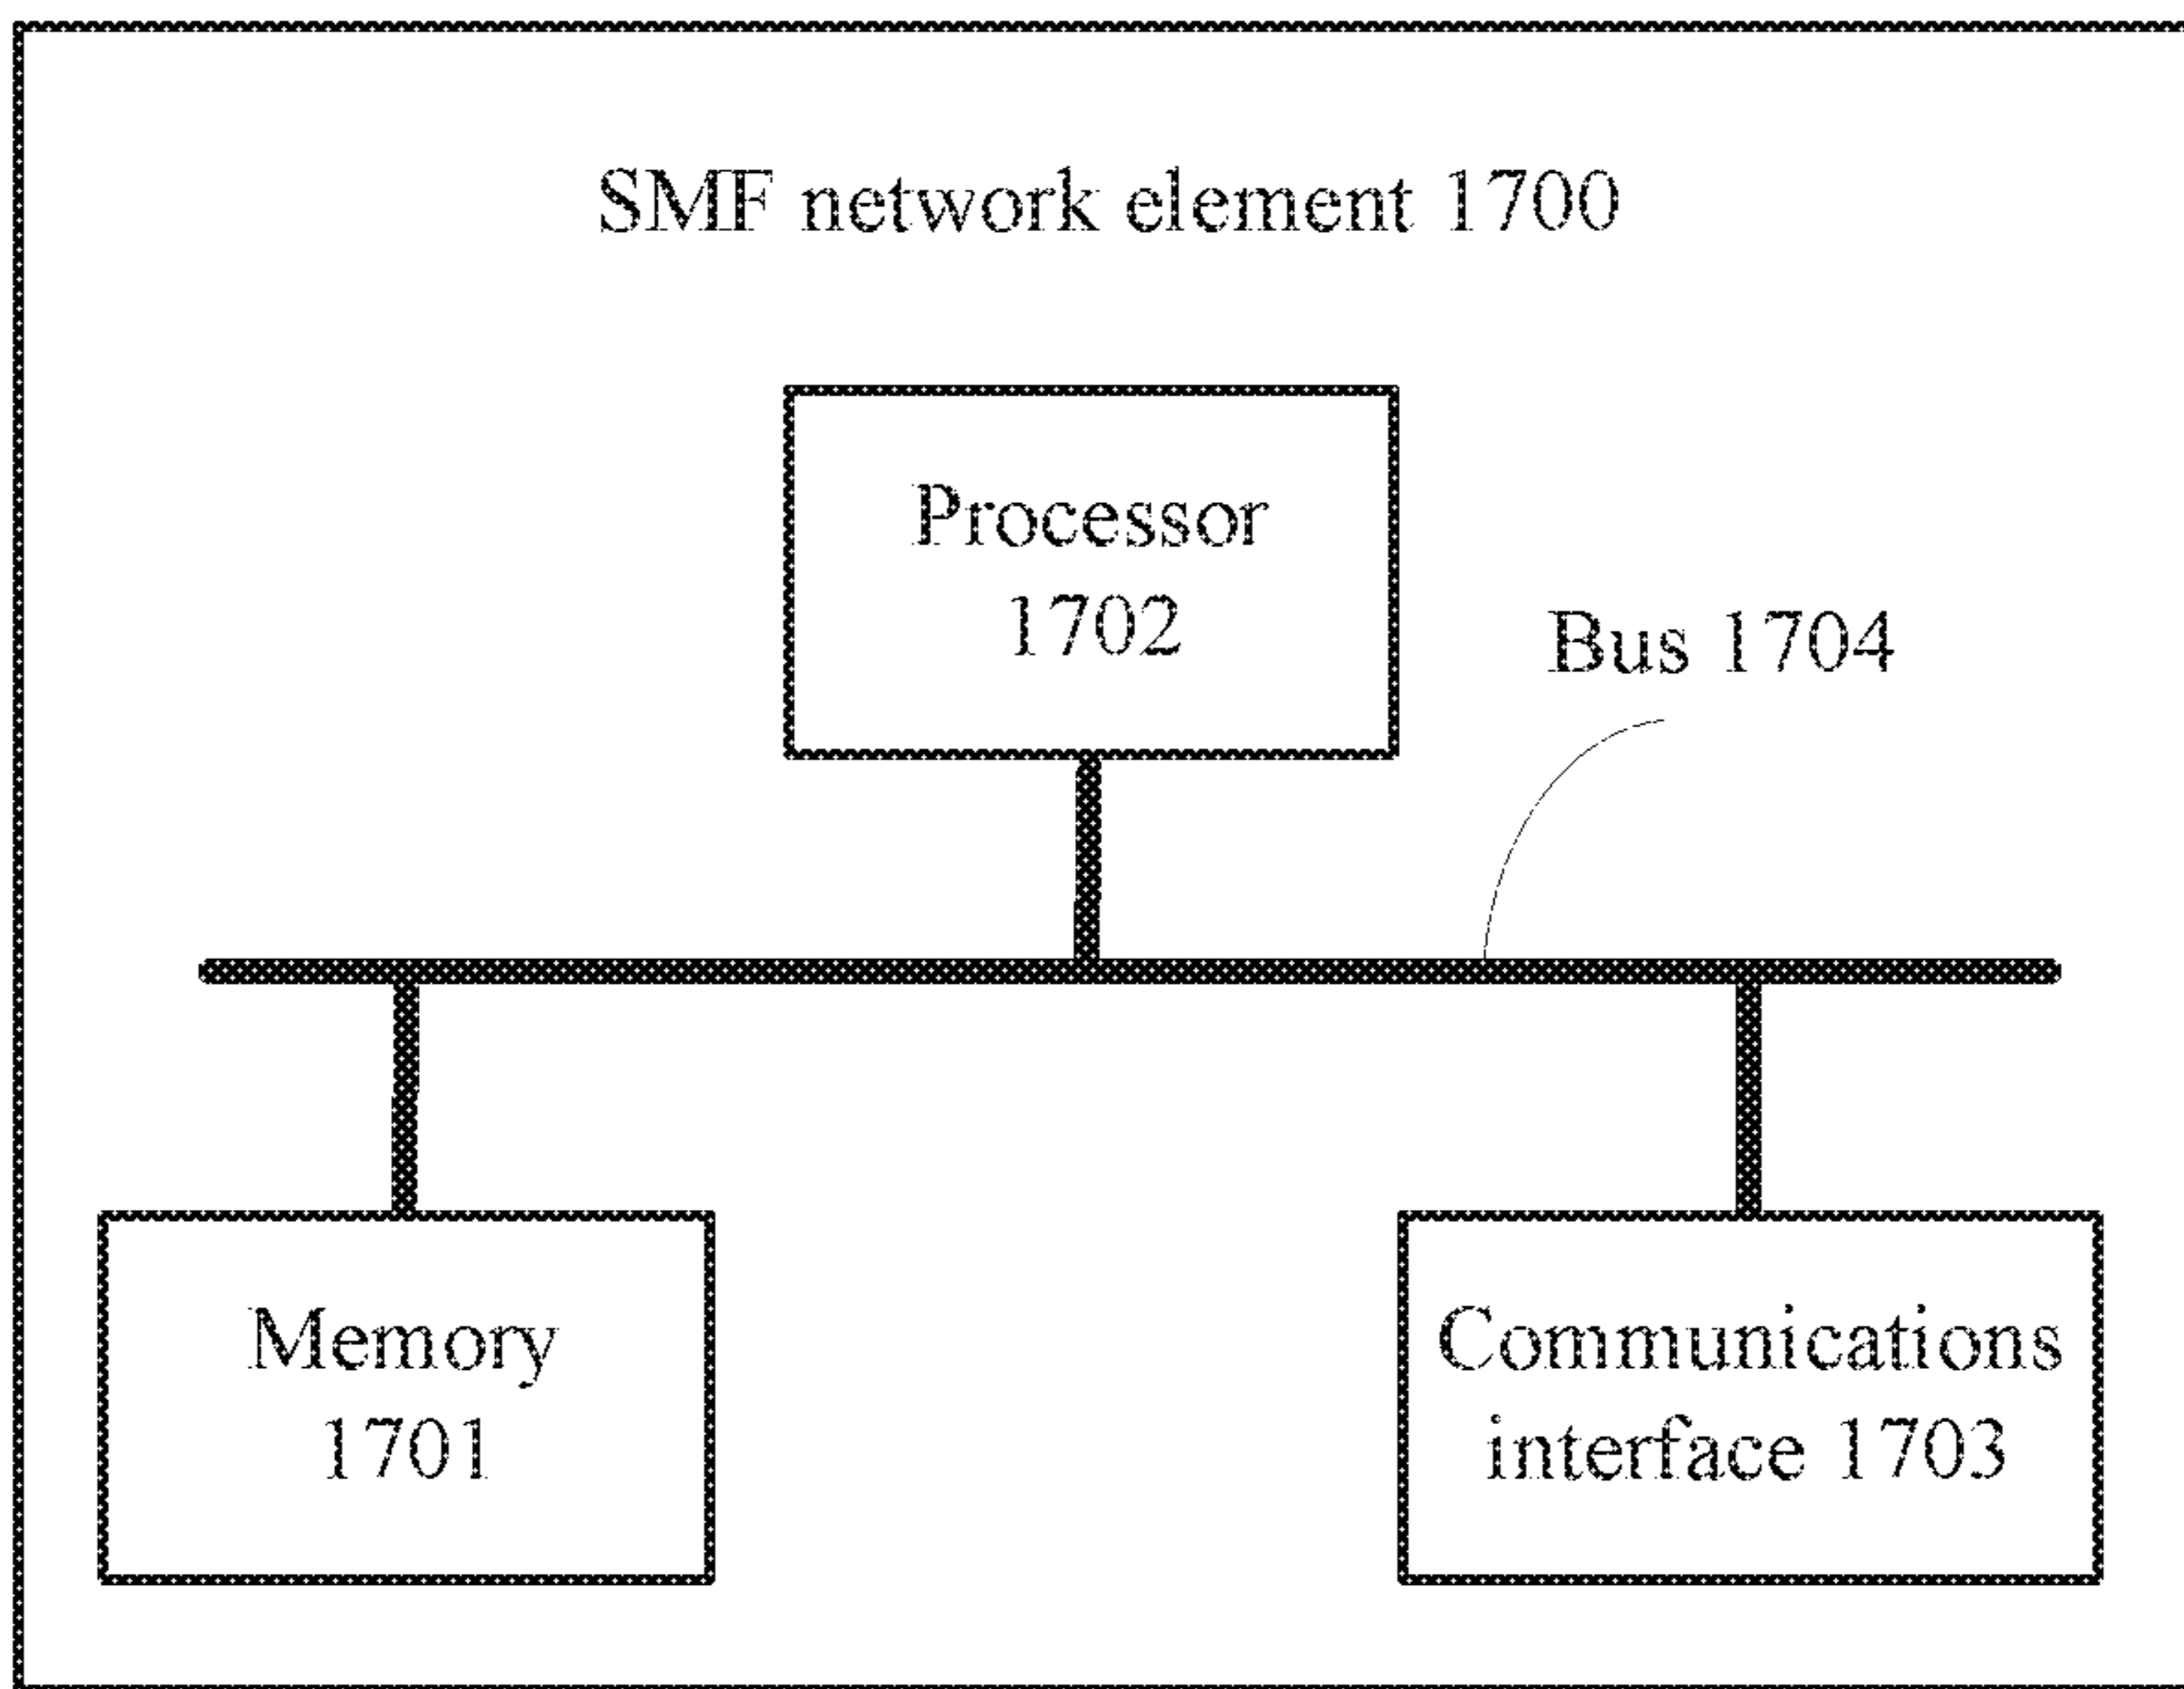 SMF network element 1700
Processor
1702
Bus 1704
Memory
1701
Communications
interface 1703